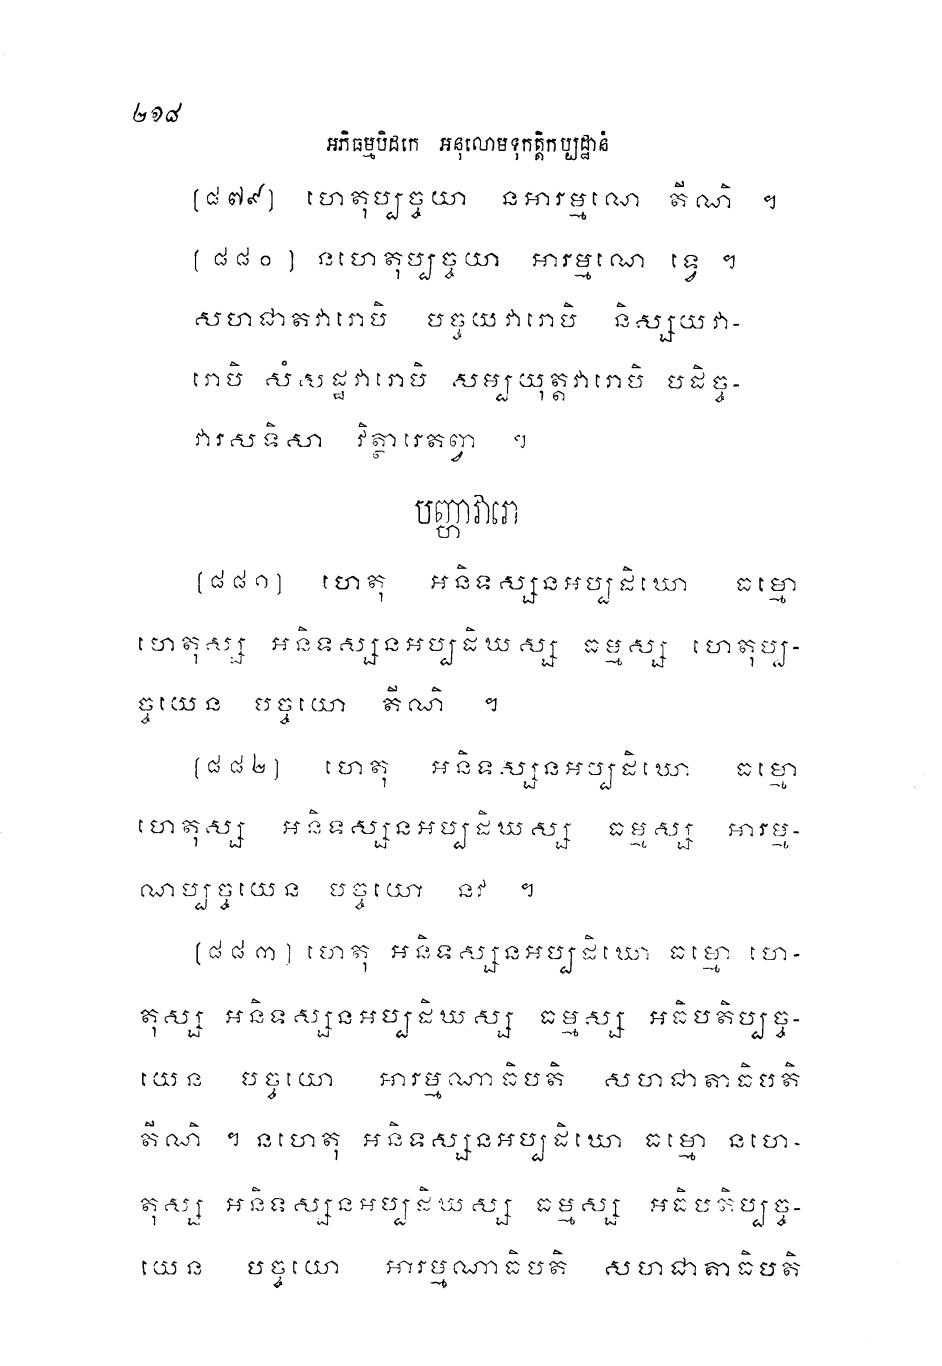 ២១៨
អភិធម្មបិដកេ អនុលោមទុកត្តិកប្បដ្ឋានំ
(៨៧៩) ហេតុប្បច្ចយា នអារម្មណេ តីណិ ៗ
(៨៨០) នហេតុប្បច្ចយា អារម្មណេ ទ្វេ ៗ
សហជាតវារោបិ បច្ចយវារោបិ និស្សយវា-
រោបិ សំសដ្ឋវារោបិ សម្បយុត្តវារោបិ បដិច្ច-
វារសទិសា វិត្ថារេតព្វា ៗ
បញ្ហាវារោ
(៨៨១) ហេតុ អនិទស្សនអប្បដិឃោ ធម្មោ
ហេតុស្ស អនិទស្សនអប្បដិឃស្ស ធម្មស្ស ហេតុប្ប-
ច្ចយេន បច្ចយោ តីណិ ៗ
(៨៨២) ហេតុ អនិទស្សនអប្បដិឃោ ធម្មោ
ហេតុស្ស អនិទស្សនអប្បដិឃស្ស ធម្មស្ស អារម្ម-
ណប្បច្ចយេន បច្ចយោ នវ ៗ
(៨៨៣) ហេតុ អនិទស្សនអប្បដិឃោ ធម្មោ ហេ-
តុស្ស អនិទស្សនអប្បដិឃស្ស ធម្មស្ស អធិបតិប្បច្ច-
យេន បច្ចយោ អារម្មណាធិបតិ សហជាតាធិបតិ
តីណិ ៗ នហេតុ អនិទស្សនអប្បដិឃោ ធម្មោ នហេ-
តុស្ស អនិទស្សនអប្បដិឃស្ស ធម្មស្ស អធិបតិប្បច្ច-
យេន បច្ចយោ អារម្មណាធិបតិ សហជាតាធិបតិ